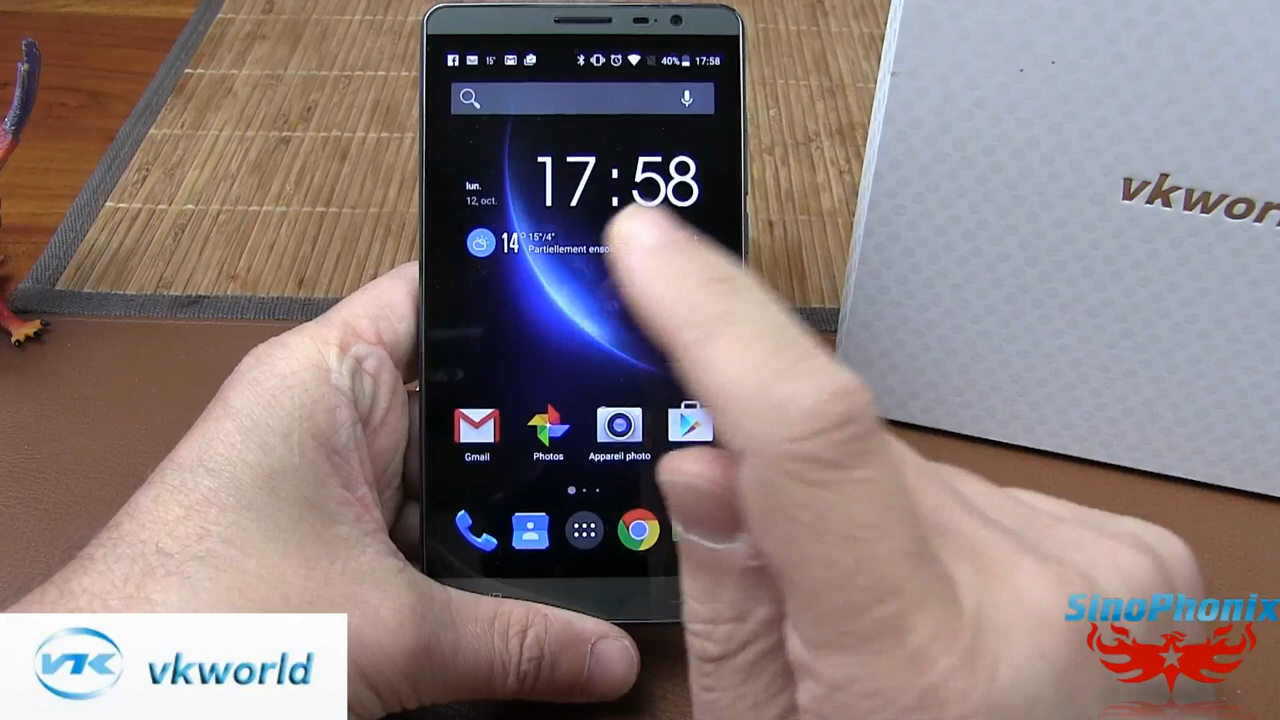 15° 40% 17:58
17:58
lun.
12, oct.
14° 15°/4°
Partiellement enso
vkwor
Gmail Photos Appareil photo
vkworld
SinoPhonix